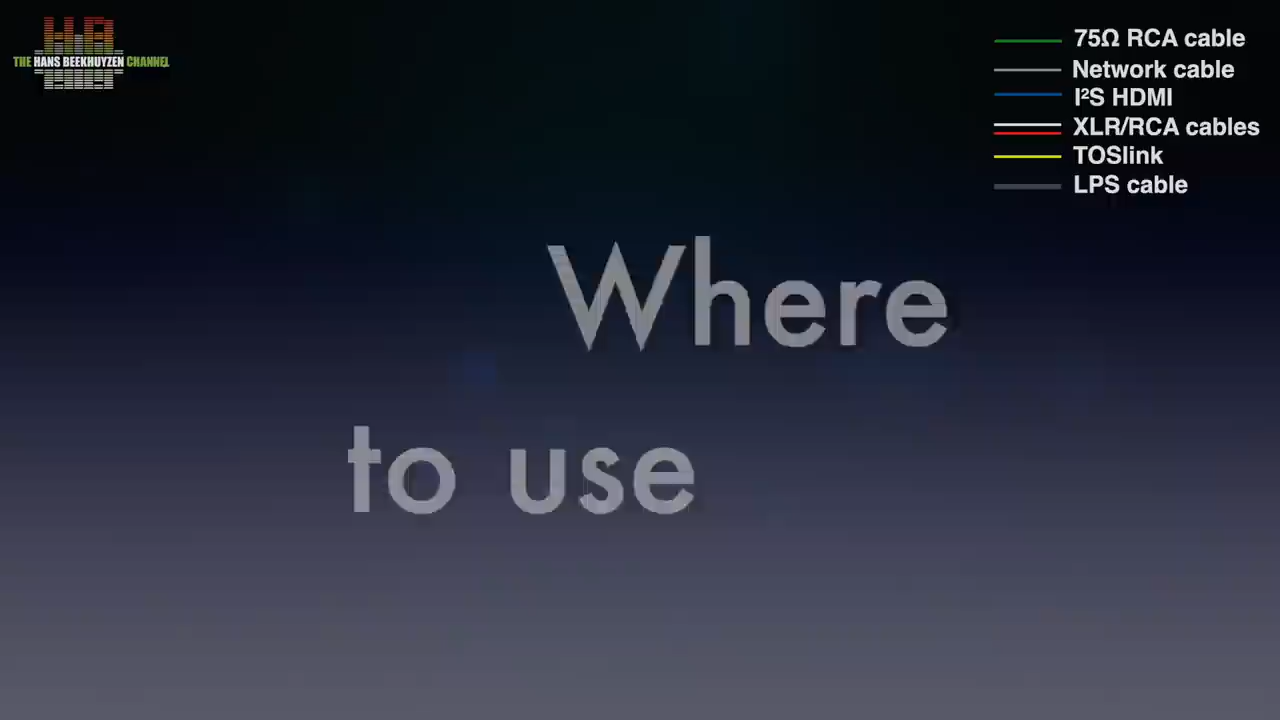 THE HANS BEEKHUYZEN CHANNEL
75Ω RCA cable
Network cable
I²S HDMI
XLR/RCA cables
TOSlink
LPS cable
Where
to use